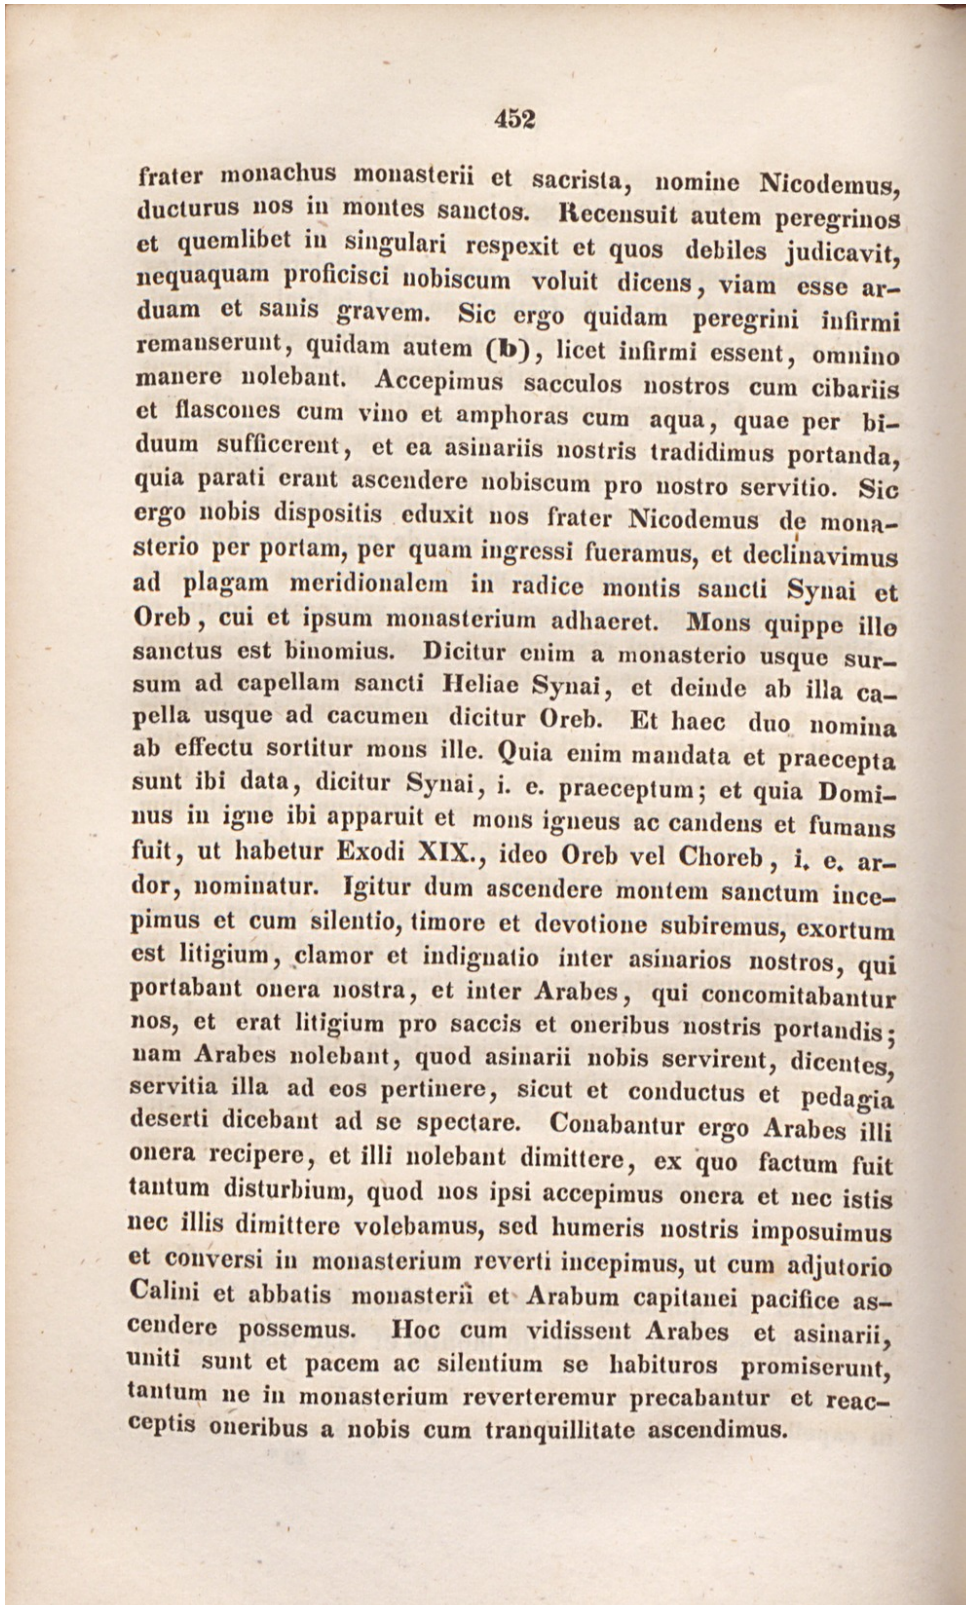 452
frater monachus monasterii et sacrista, nomine Nicodemus,
ducturus nos in montes sanctos. Recensuit autem peregrinos
et quemlibet in singulari respexit et quos debiles judicavit,
nequaquam proficisci nobiscum voluit dicens, viam esse ar-
duam et sanis gravem. Sic ergo quidam peregrini infirmi
remanserunt, quidam autem (b), licet infirmi essent, omnino
manere nolebant. Accepimus sacculos nostros cum cibariis
et flascones cum vino et amphoras cum aqua, quae per bi-
duum sufficerent, et ea asinariis nostris tradidimus portanda,
quia parati erant ascendere nobiscum pro nostro servitio. Sic
ergo nobis dispositis eduxit nos frater Nicodemus de mona-
sterio per portam, per quam ingressi fueramus, et declinavimus
ad plagam meridionalem in radice montis sancti Synai et
Oreb, cui et ipsum monasterium adhaeret. Mons quippe ille
sanctus est binomius. Dicitur enim a monasterio usque sur-
sum ad capellam sancti Heliae Synai, et deinde ab illa ca-
pella usque ad cacumen dicitur Oreb. Et haec duo nomina
ab effectu sortitur mons ille. Quia enim mandata et praecepta
sunt ibi data, dicitur Synai, i. e. praeceptum; et quia Domi-
nus in igne ibi apparuit et mons igneus ac candens et fumans
fuit, ut habetur Exodi XIX., ideo Oreb vel Choreb, i. e. ar-
dor, nominatur. Igitur dum ascendere montem sanctum ince-
pimus et cum silentio, timore et devotione subiremus, exortum
est litigium, clamor et indignatio inter asinarios nostros, qui
portabant onera nostra, et inter Arabes, qui concomitabantur
nos, et erat litigium pro saccis et oneribus nostris portandis;
nam Arabes nolebant, quod asinarii nobis servirent, dicentes,
servitia illa ad eos pertinere, sicut et conductus et pedagia
deserti dicebant ad se spectare. Conabantur ergo Arabes illi
onera recipere, et illi nolebant dimittere, ex quo factum fuit
tantum disturbium, quod nos ipsi accepimus onera et nec istis
nec illis dimittere volebamus, sed humeris nostris imposuimus
et conversi in monasterium reverti incepimus, ut cum adjutorio
Calini et abbatis monasterii et Arabum capitanei pacifice as-
cendere possemus. Hoc cum vidissent Arabes et asinarii,
uniti sunt et pacem ac silentium se habituros promiserunt,
tantum ne in monasterium reverteremur precabantur et reac-
ceptis oneribus a nobis cum tranquillitate ascendimus.